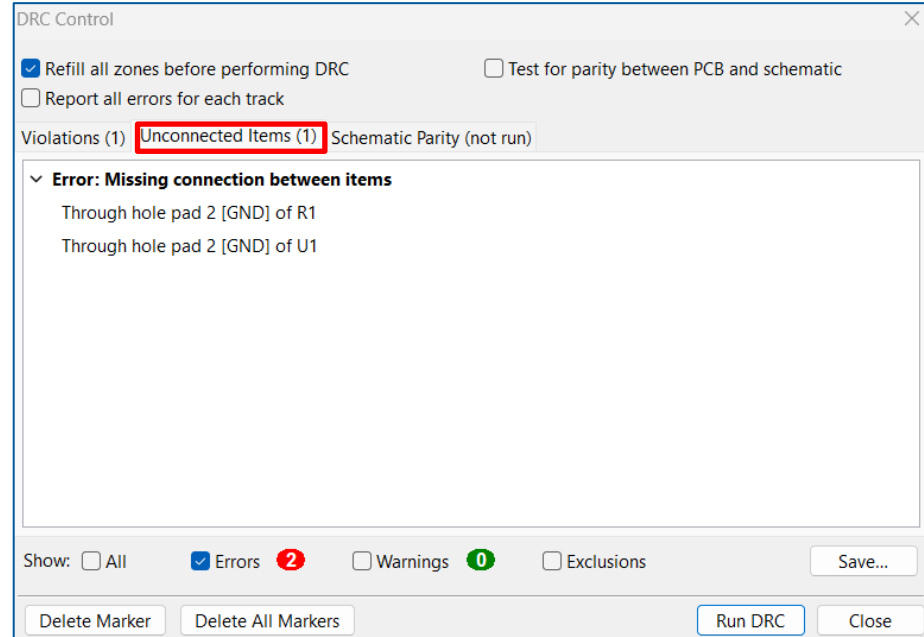 DRC Control
Refill all zones before performing DRC Test for parity between PCB and schematic
Report all errors for each track
Violations (1) Unconnected Items (1) Schematic Parity (not run)
Error: Missing connection between items
Through hole pad 2 [GND] of R1
Through hole pad 2 [GND] of U1
Show: All Errors 2 Warnings 0 Exclusions Save...
Delete Marker Delete All Markers Run DRC Close